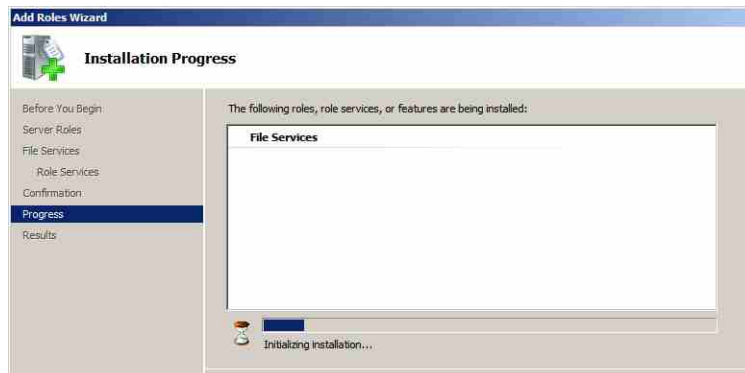 Add Roles Wizard
Installation Progress
Before You Begin
Server Roles
File Services
Role Services
Confirmation
Progress
Results
The following roles, role services, or features are being installed:
File Services
Initializing installation...